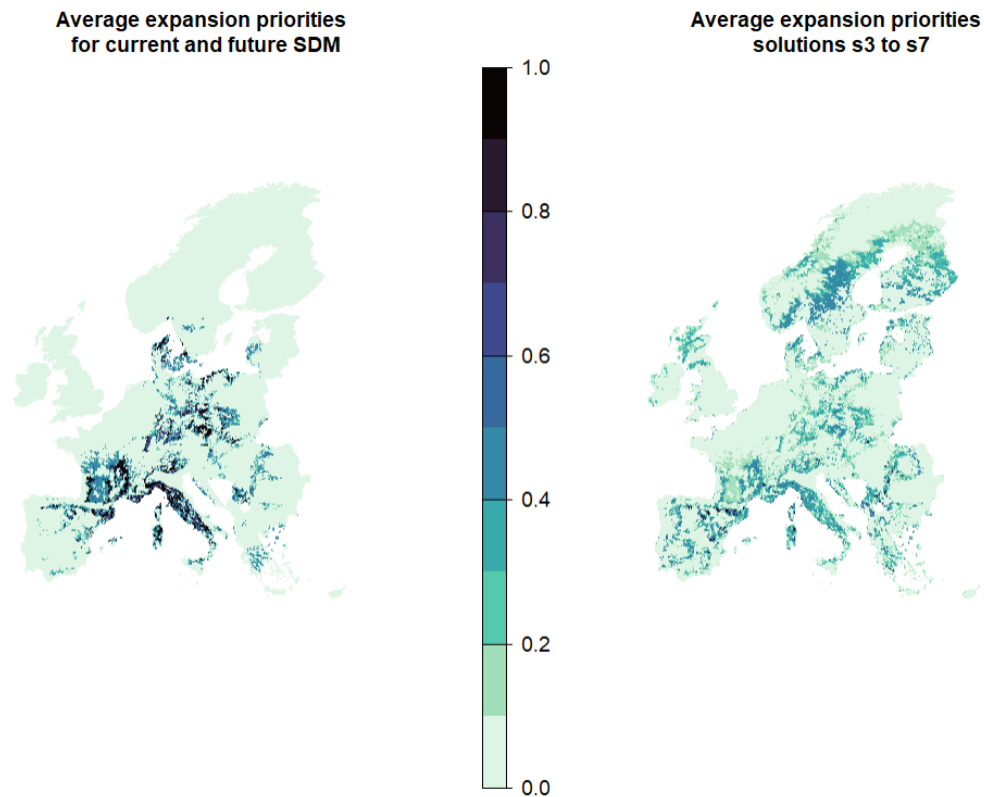 Average expansion priorities
for current and future SDM
Average expansion priorities
solutions s3 to s7
1.0
0.8
0.6
0.4
0.2
0.0